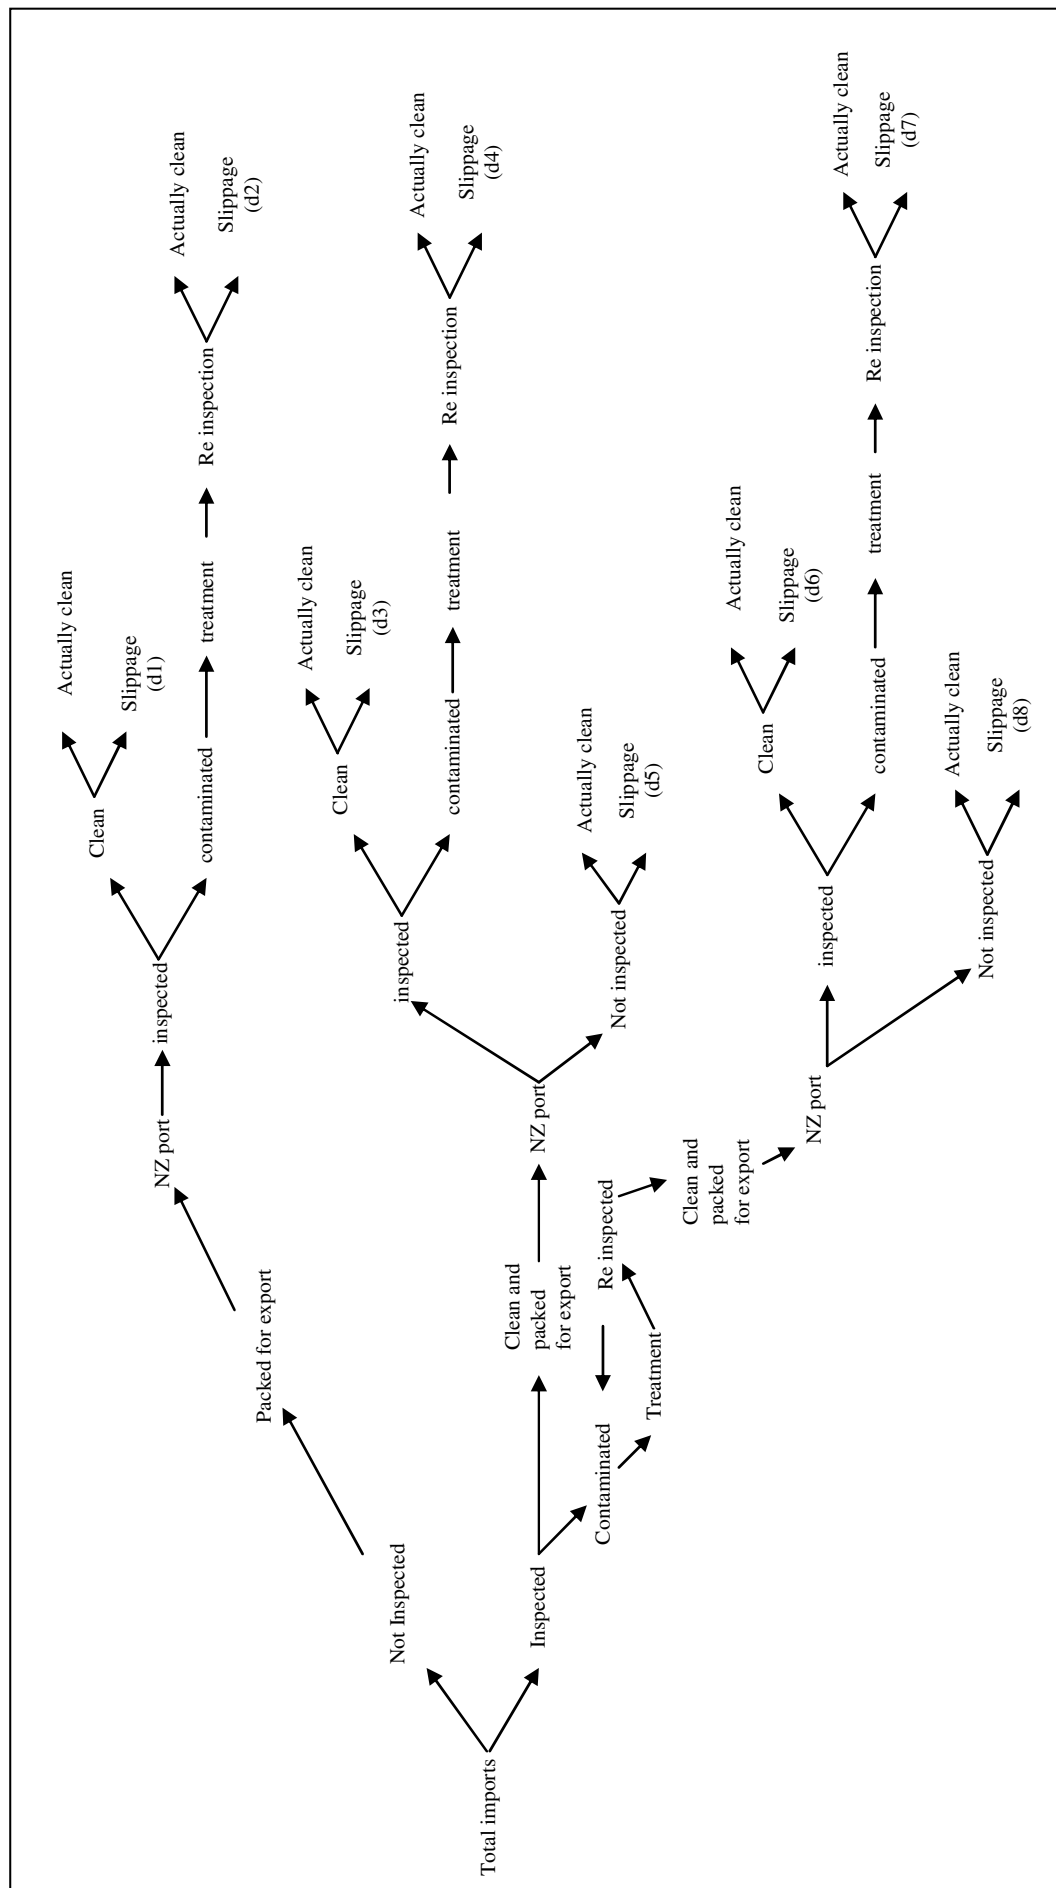 Total imports
Not Inspected
Packed for export
NZ port
inspected
Clean
Actually clean
Slippage
(d1)
contaminated
treatment
Re inspection
Actually clean
Slippage
(d2)
Inspected
Clean and
packed
for export
NZ port
inspected
Clean
Actually clean
Slippage
(d3)
contaminated
treatment
Re inspection
Actually clean
Slippage
(d4)
Not inspected
Actually clean
Slippage
(d5)
Contaminated
Treatment
Re inspected
Clean and
packed
for export
NZ port
inspected
Clean
Actually clean
Slippage
(d6)
contaminated
treatment
Re inspection
Actually clean
Slippage
(d7)
Not inspected
Actually clean
Slippage
(d8)